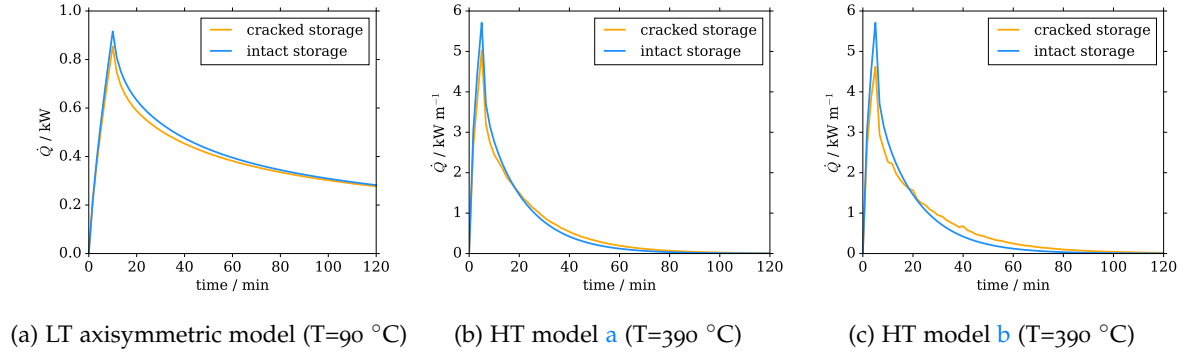 1.0
0.8
0.6
0.4
0.2
0.0
Q̇ / kW
0 20 40 60 80 100 120
time / min
cracked storage
intact storage
6
5
4
3
2
1
0
Q̇ / kW m⁻¹
0 20 40 60 80 100 120
time / min
cracked storage
intact storage
6
5
4
3
2
1
0
Q̇ / kW m⁻¹
0 20 40 60 80 100 120
time / min
cracked storage
intact storage
(a) LT axisymmetric model (T=90 °C)
(b) HT model a (T=390 °C)
(c) HT model b (T=390 °C)